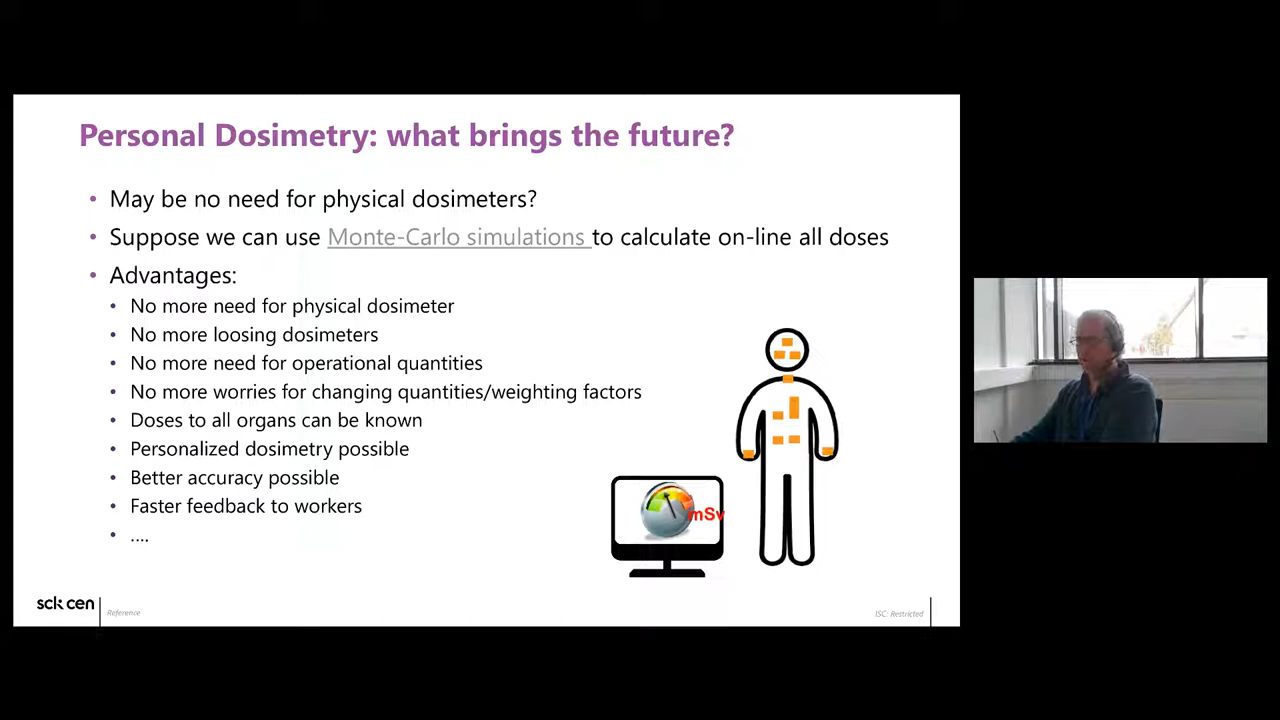 Personal Dosimetry: what brings the future?
• May be no need for physical dosimeters?
• Suppose we can use Monte-Carlo simulations to calculate on-line all doses
• Advantages:
• No more need for physical dosimeter
• No more loosing dosimeters
• No more need for operational quantities
• No more worries for changing quantities/weighting factors
• Doses to all organs can be known
• Personalized dosimetry possible
• Better accuracy possible
• Faster feedback to workers
• ....
mSv
sck cen
Reference
ISC: Restricted